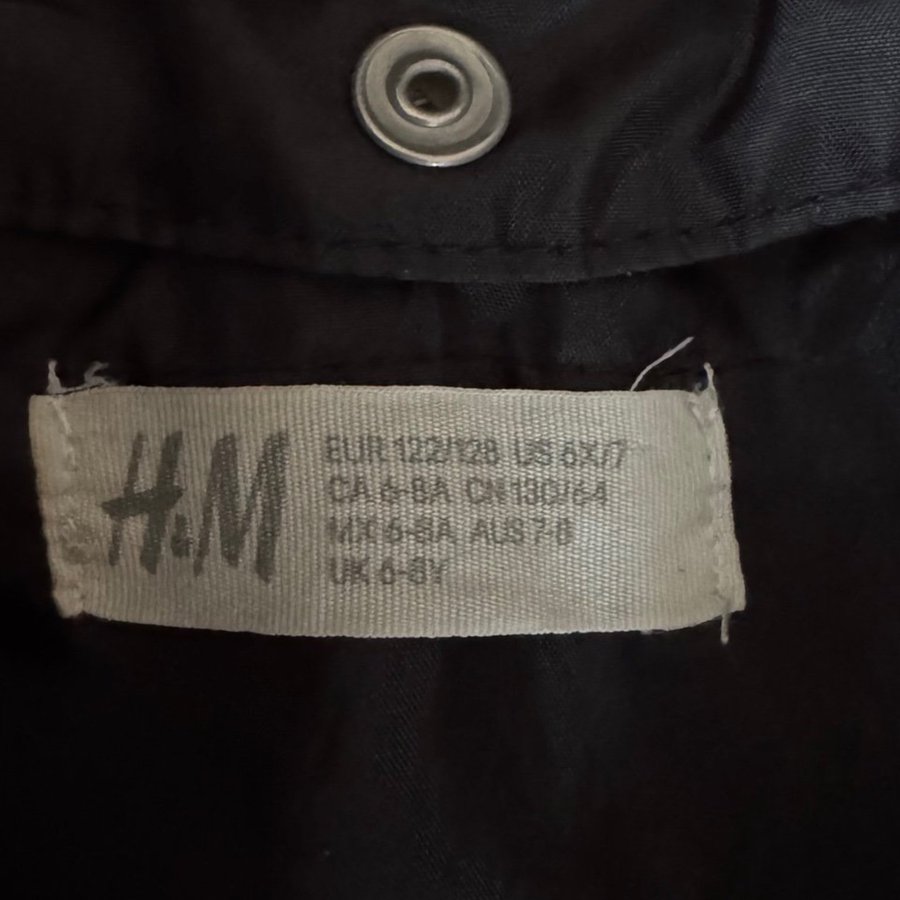 H&M
EUR 122/128 US 6X/7
CA 6-8A CN 130/64
MX 6-8A AUS 7-8
UK 6-8Y